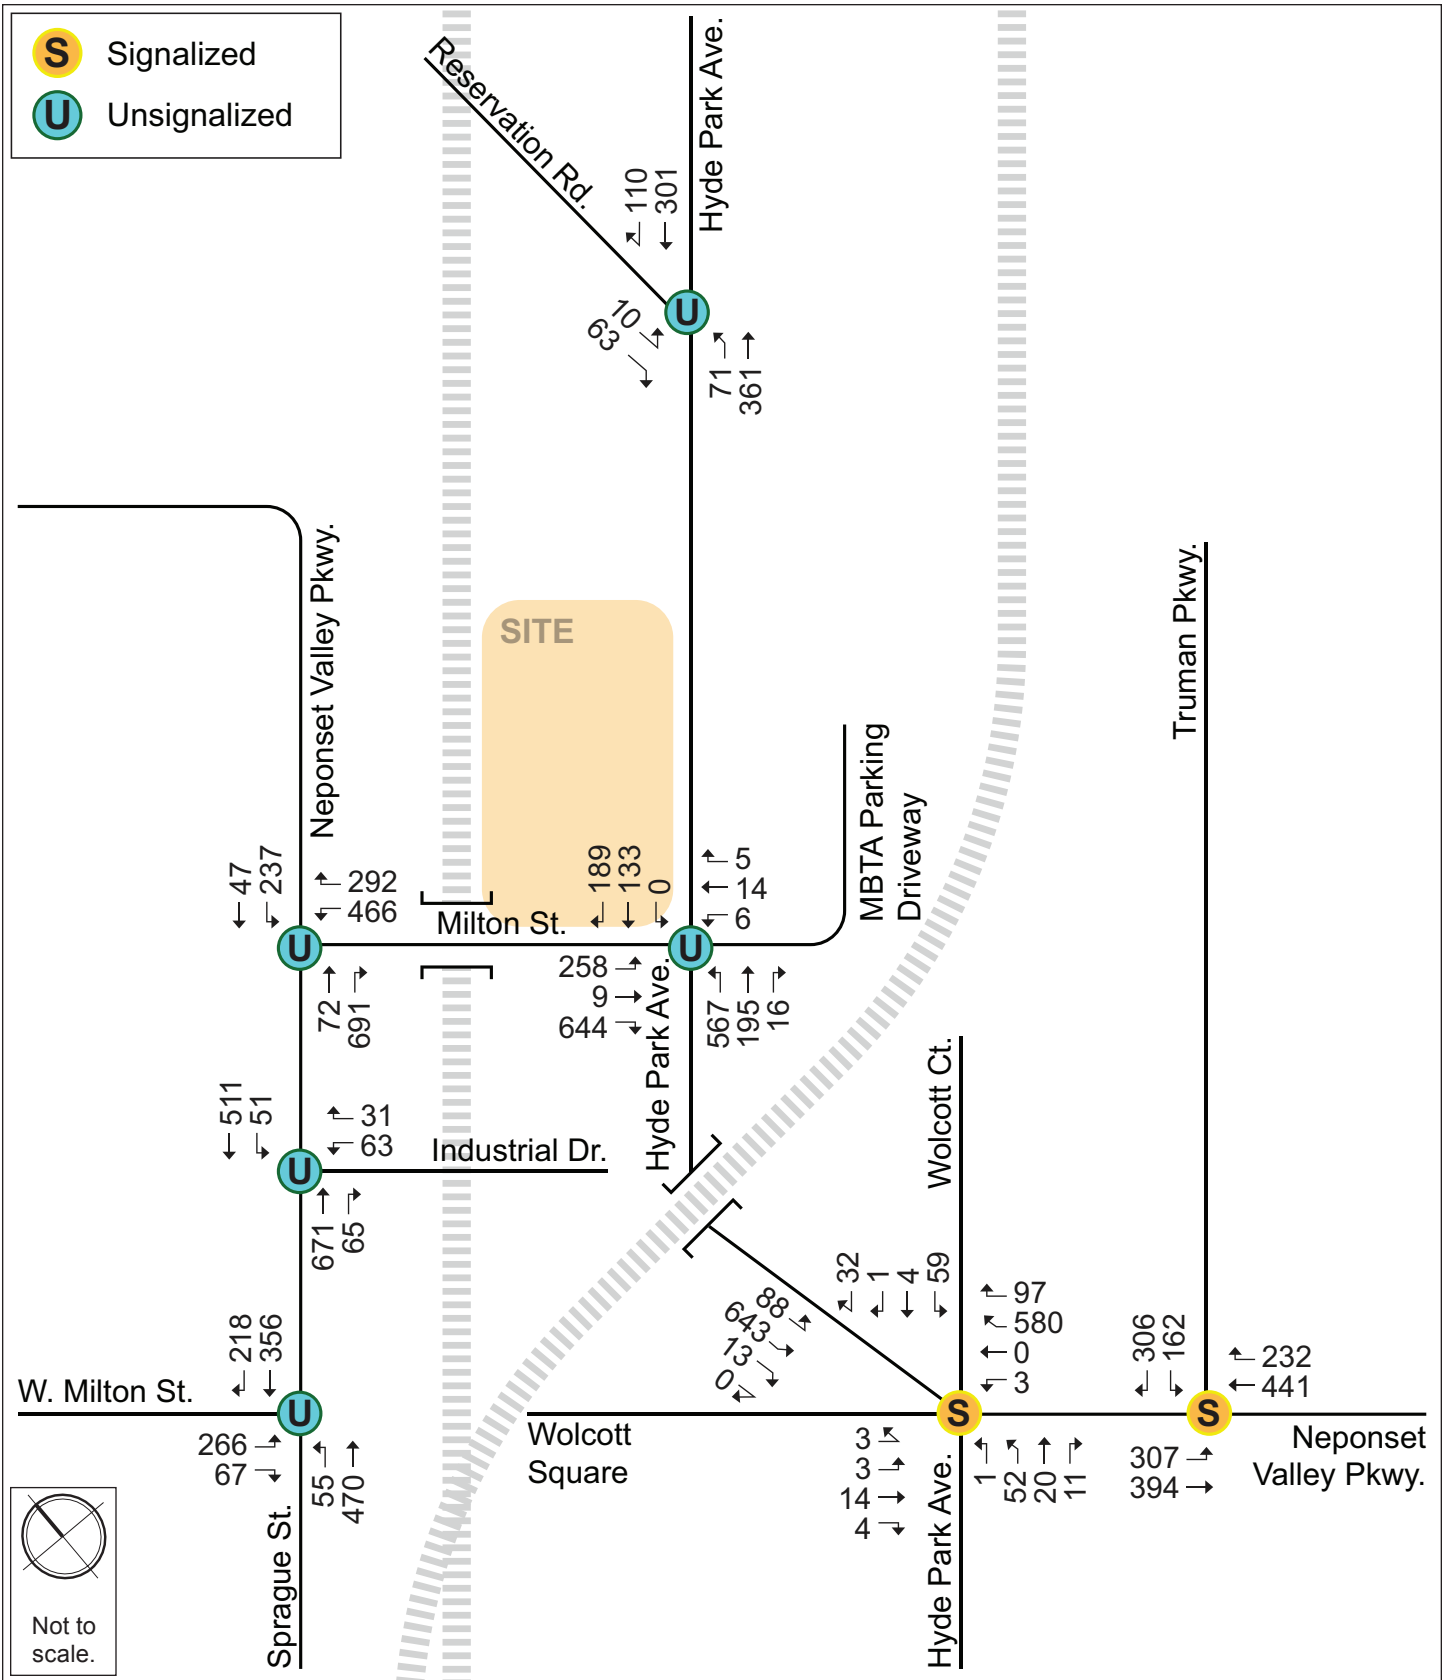 S Signalized
U Unsignalized
Reservation Rd.
Hyde Park Ave.
110
301
U
10
63
71
361
Neponset Valley Pkwy.
SITE
Truman Pkwy.
MBTA Parking
Driveway
47
237
292
466
Milton St.
189
133
0
5
14
6
U
U
72
691
258
9
644
Hyde Park Ave.
567
195
16
511
51
31
63
Industrial Dr.
U
671
65
Wolcott Ct.
218
356
W. Milton St.
U
266
67
55
470
Sprague St.
88
643
13
0
32
1
4
59
97
580
0
3
306
162
232
441
S
S
Wolcott
Square
3
3
14
4
Hyde Park Ave.
1
52
20
11
307
394
Neponset
Valley Pkwy.
Not to
scale.